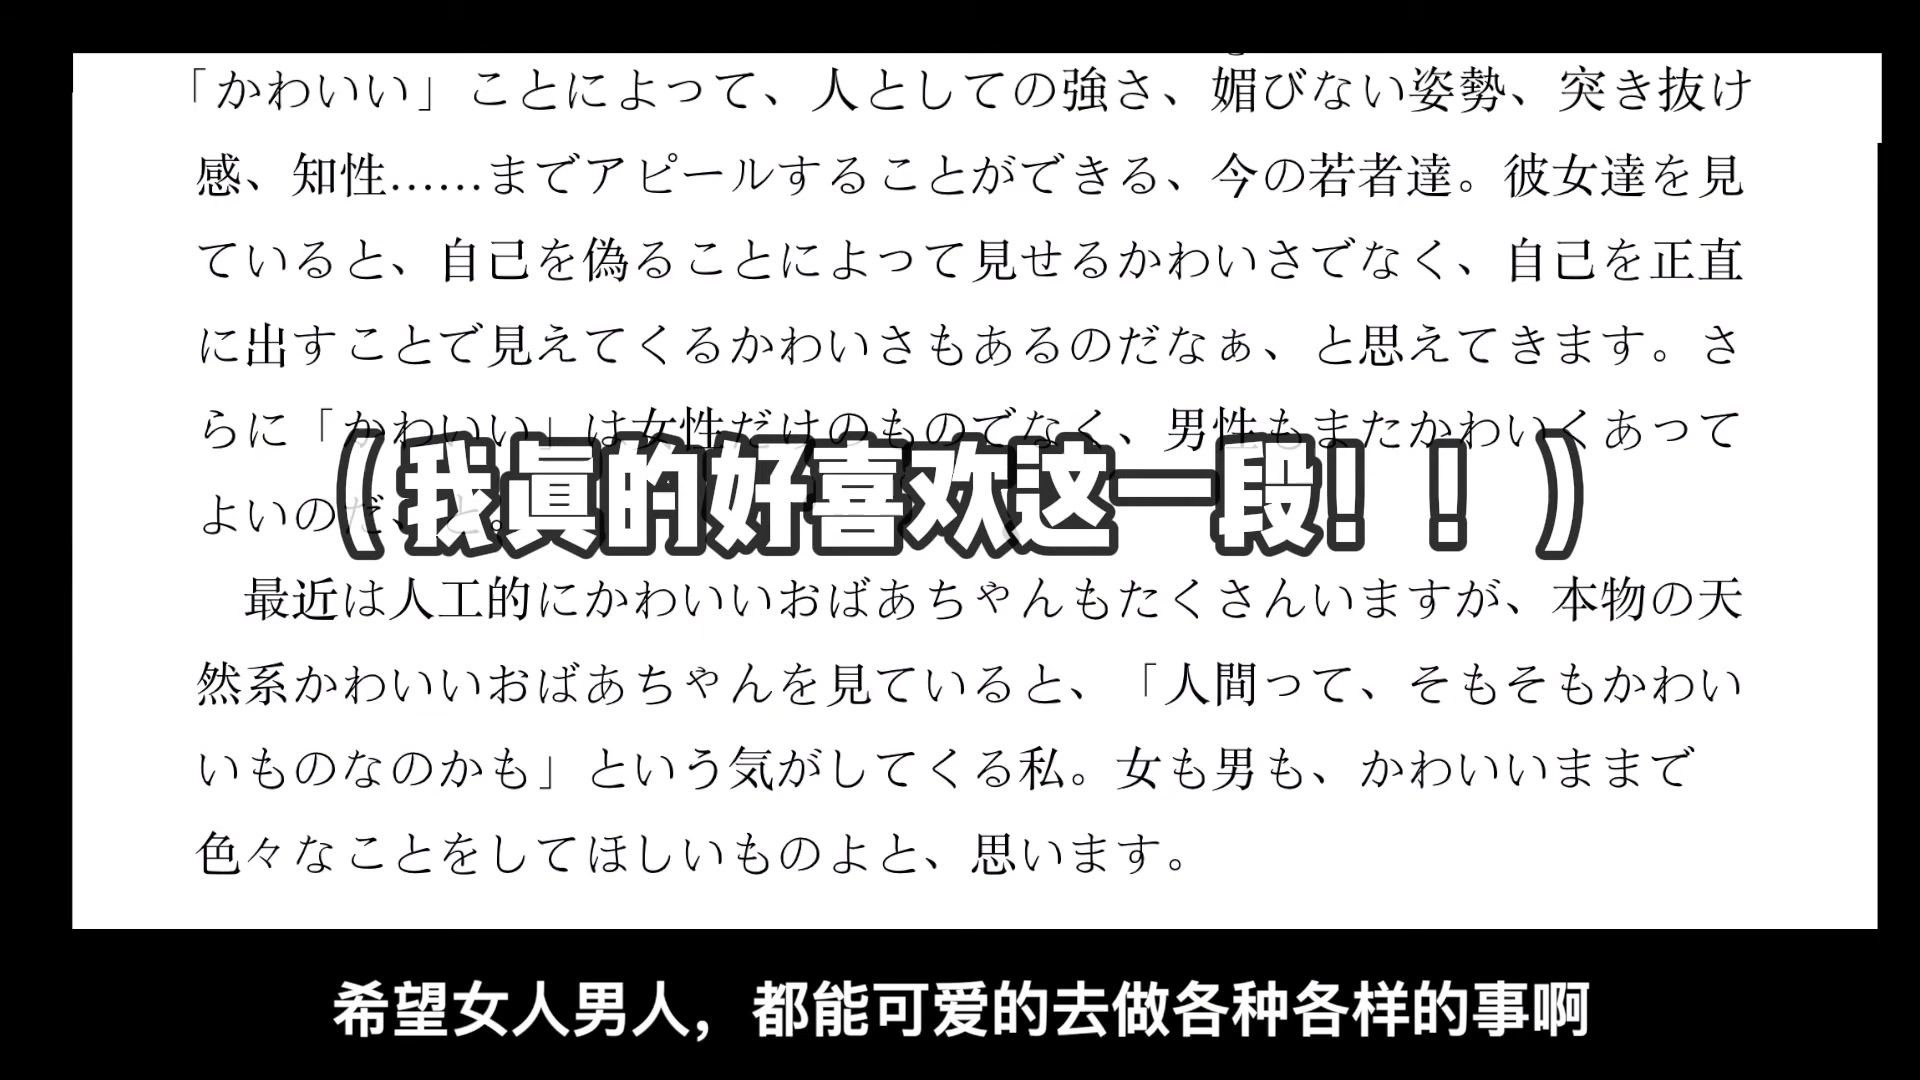 「かわいい」ことによって、人としての強さ、媚びない姿勢、突き抜け
感、知性……までアピールすることができる、今の若者達。彼女達を見
ていると、自己を偽ることによって見せるかわいさでなく、自己を正直
に出すことで見えてくるかわいさもあるのだなぁ、と思えてきます。さ
らに「かわいい」は女性だけのものでなく、男性もまたかわいくあって
よいのだ、と。
（我真的好喜欢这一段！！）
最近は人工的にかわいいおばあちゃんもたくさんいますが、本物の天
然系かわいいおばあちゃんを見ていると、「人間って、そもそもかわい
いものなのかも」という気がしてくる私。女も男も、かわいいままで
色々なことをしてほしいものよと、思います。
希望女人男人，都能可爱的去做各种各样的事啊